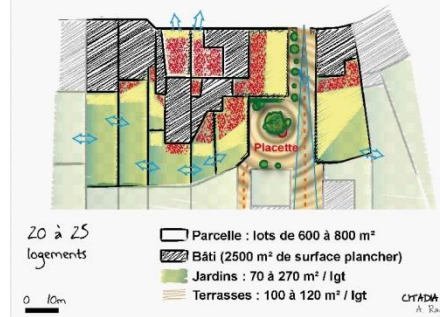 Placette
20 à 25
logements
Parcelle : lots de 600 à 800 m²
Bâti (2500 m² de surface plancher)
Jardins : 70 à 270 m² / lgt
Terrasses : 100 à 120 m² / lgt
0 10m
CITADIA